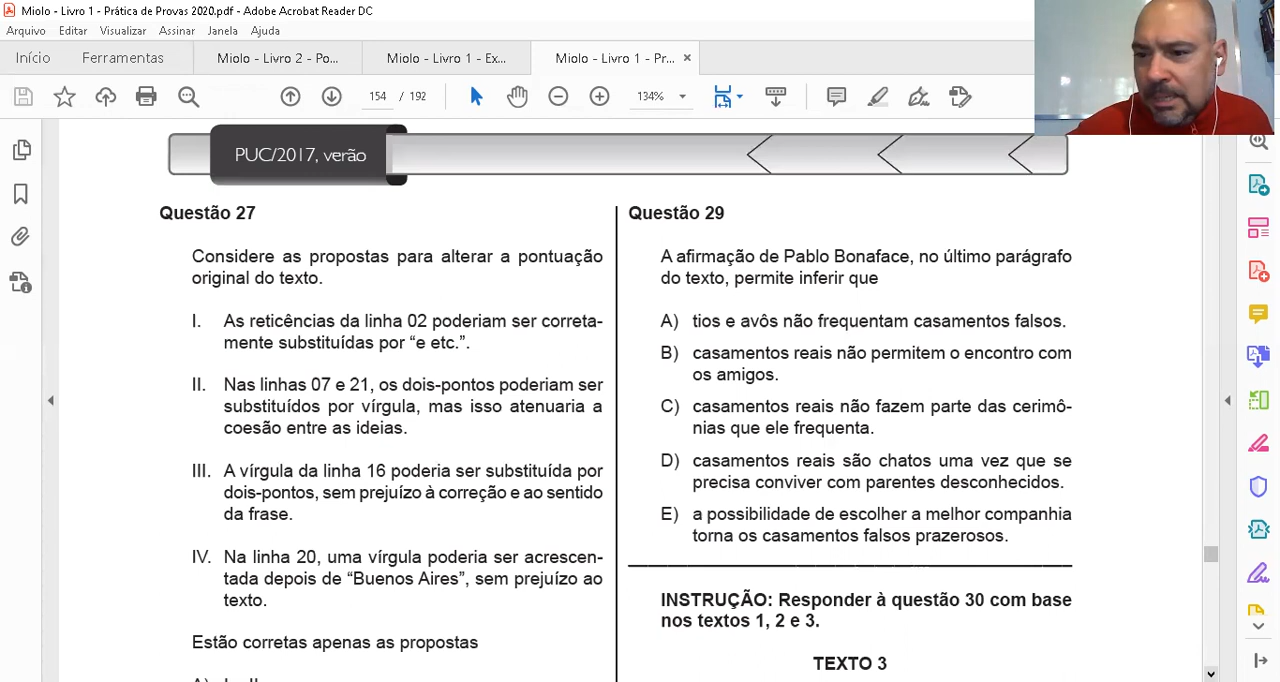 Miolo - Livro 1 - Prática de Provas 2020.pdf - Adobe Acrobat Reader DC
Arquivo Editar Visualizar Assinar Janela Ajuda
Início Ferramentas Miolo - Livro 2 - Po... Miolo - Livro 1 - Ex... Miolo - Livro 1 - Pr... ×
154 / 192 134%
PUC/2017, verão
Questão 27
Considere as propostas para alterar a pontuação
original do texto.
I. As reticências da linha 02 poderiam ser correta-
mente substituídas por “e etc.”.
II. Nas linhas 07 e 21, os dois-pontos poderiam ser
substituídos por vírgula, mas isso atenuaria a
coesão entre as ideias.
III. A vírgula da linha 16 poderia ser substituída por
dois-pontos, sem prejuízo à correção e ao sentido
da frase.
IV. Na linha 20, uma vírgula poderia ser acrescen-
tada depois de “Buenos Aires”, sem prejuízo ao
texto.
Estão corretas apenas as propostas
Questão 29
A afirmação de Pablo Bonaface, no último parágrafo
do texto, permite inferir que
A) tios e avôs não frequentam casamentos falsos.
B) casamentos reais não permitem o encontro com
os amigos.
C) casamentos reais não fazem parte das cerimô-
nias que ele frequenta.
D) casamentos reais são chatos uma vez que se
precisa conviver com parentes desconhecidos.
E) a possibilidade de escolher a melhor companhia
torna os casamentos falsos prazerosos.
INSTRUÇÃO: Responder à questão 30 com base
nos textos 1, 2 e 3.
TEXTO 3